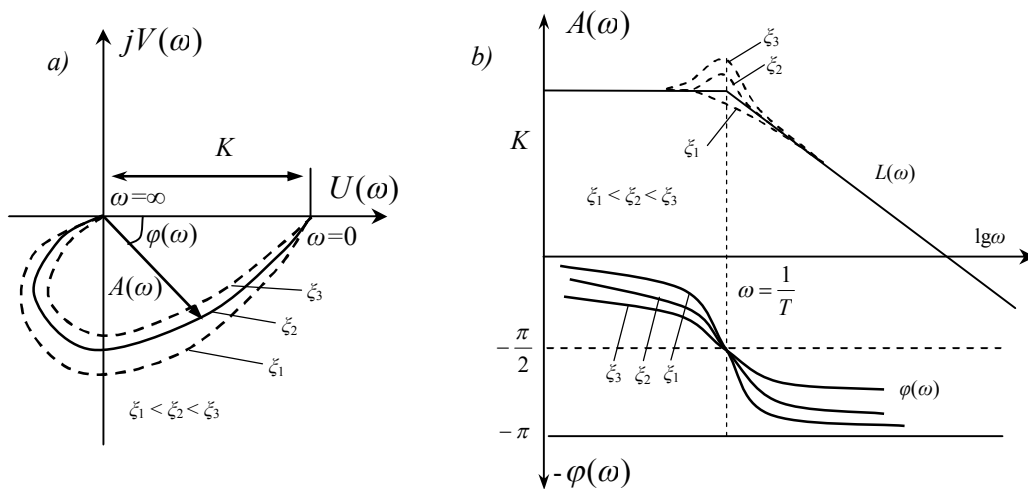 a)
jV(ω)
K
ω=∞
U(ω)
φ(ω)
ω=0
A(ω)
ξ3
ξ2
ξ1
ξ1 < ξ2 < ξ3
b)
A(ω)
ξ3
ξ2
K
ξ1
L(ω)
ξ1 < ξ2 < ξ3
lgω
ω = 1/T
-π/2
ξ3
ξ2
ξ1
φ(ω)
-π
-φ(ω)